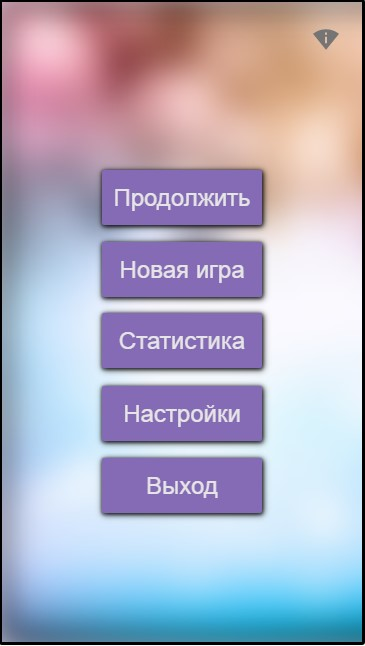 Продолжить
Новая игра
Статистика
Настройки
Выход